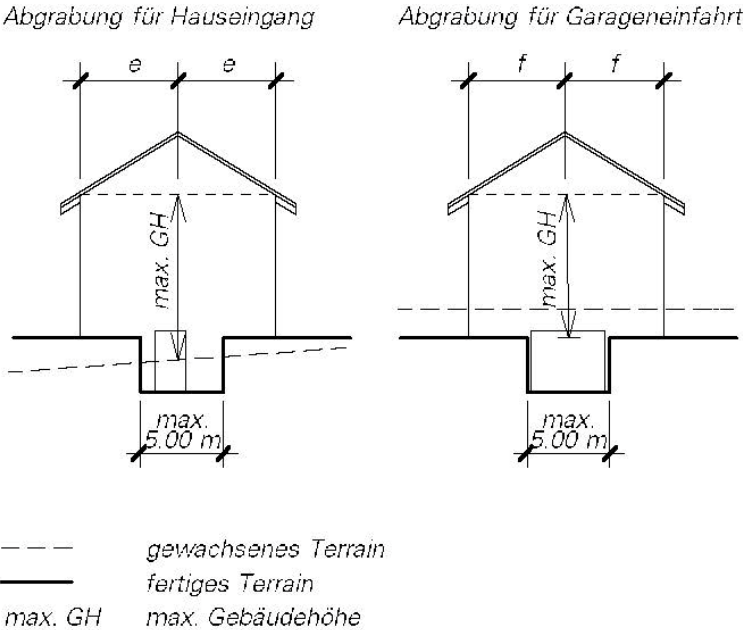 Abgrabung für Hauseingang
Abgrabung für Garageneinfahrt
e
e
f
f
max. GH
max. GH
max.
5.00 m
max.
5.00 m
gewachsenes Terrain
fertiges Terrain
max. GH
max. Gebäudehöhe